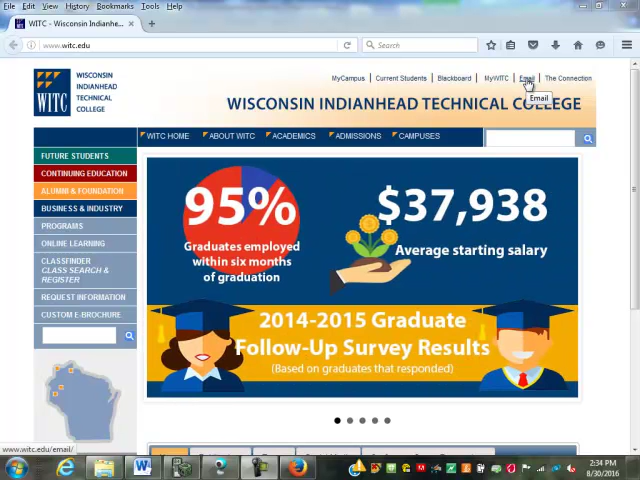 File Edit View History Bookmarks Tools Help
WITC - Wisconsin Indianhe...
www.witc.edu
Search
MyCampus | Current Students | Blackboard | MyWITC | Email | The Connection
Email
WISCONSIN
INDIANHEAD
TECHNICAL
COLLEGE
WITC
WISCONSIN INDIANHEAD TECHNICAL COLLEGE
WITC HOME ABOUT WITC ACADEMICS ADMISSIONS CAMPUSES
FUTURE STUDENTS
CONTINUING EDUCATION
ALUMNI & FOUNDATION
BUSINESS & INDUSTRY
PROGRAMS
ONLINE LEARNING
CLASSFINDER
CLASS SEARCH &
REGISTER
REQUEST INFORMATION
CUSTOM E-BROCHURE
95%
Graduates employed
within six months
of graduation
$37,938
Average starting salary
2014-2015 Graduate
Follow-Up Survey Results
(Based on graduates that responded)
www.witc.edu/email/
2:34 PM
8/30/2016